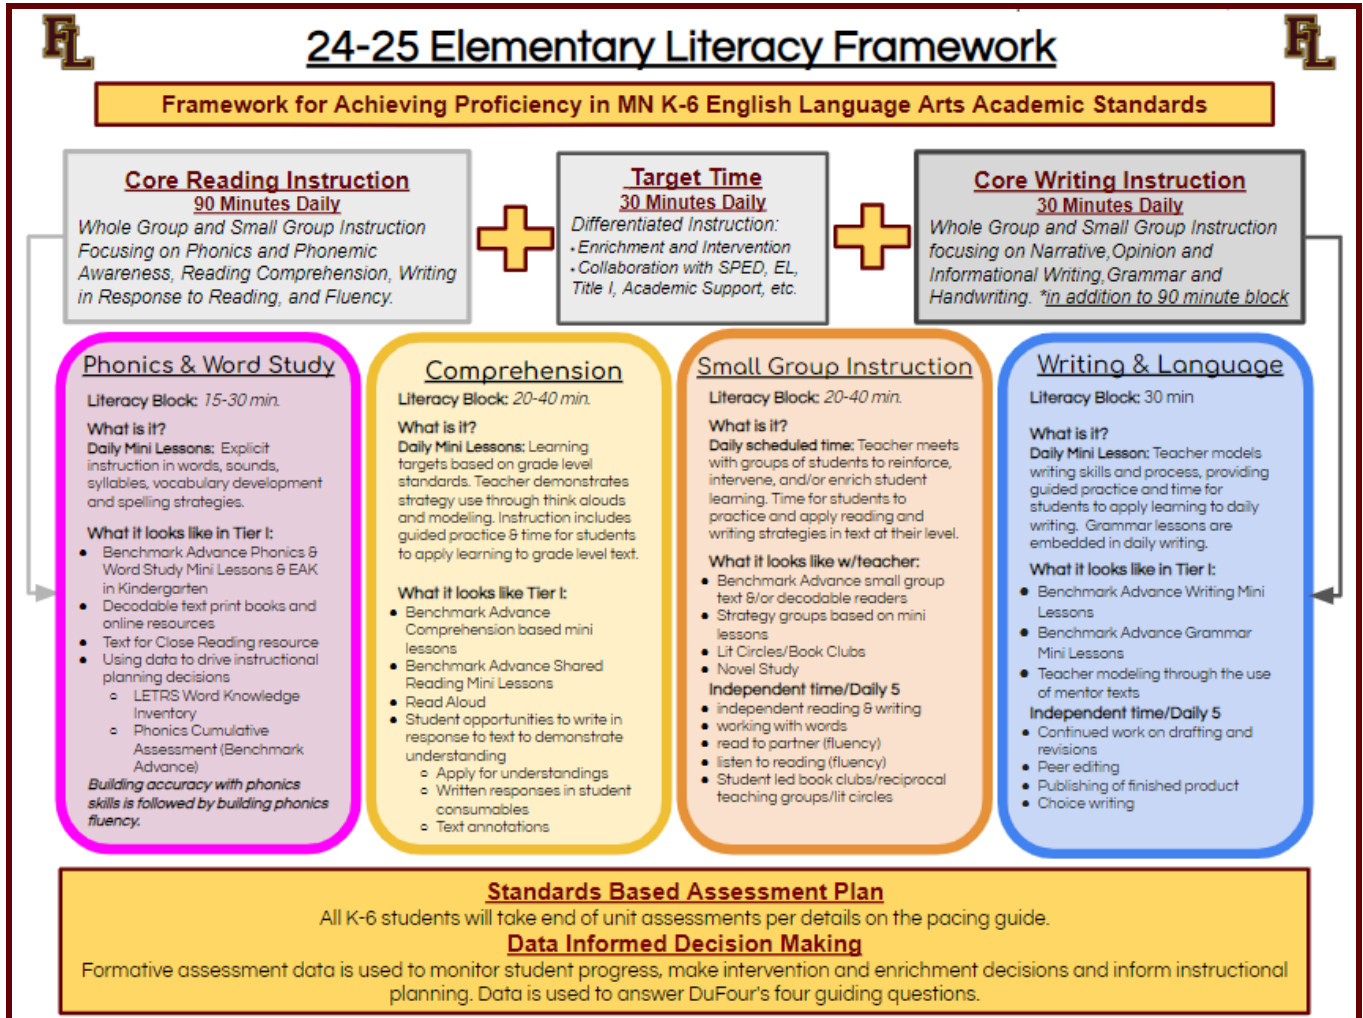 FL
24-25 Elementary Literacy Framework
FL
Framework for Achieving Proficiency in MN K-6 English Language Arts Academic Standards
Core Reading Instruction
90 Minutes Daily
Whole Group and Small Group Instruction
Focusing on Phonics and Phonemic
Awareness, Reading Comprehension, Writing
in Response to Reading, and Fluency.
Target Time
30 Minutes Daily
Differentiated Instruction:
• Enrichment and Intervention
• Collaboration with SPED, EL,
Title I, Academic Support, etc.
Core Writing Instruction
30 Minutes Daily
Whole Group and Small Group Instruction
focusing on Narrative,Opinion and
Informational Writing,Grammar and
Handwriting. *in addition to 90 minute block
Phonics & Word Study
Literacy Block: 15-30 min.
What is it?
Daily Mini Lessons: Explicit
instruction in words, sounds,
syllables, vocabulary development
and spelling strategies.
What it looks like in Tier I:
● Benchmark Advance Phonics &
Word Study Mini Lessons & EAK
in Kindergarten
● Decodable text print books and
online resources
● Text for Close Reading resource
● Using data to drive instructional
planning decisions
○ LETRS Word Knowledge
Inventory
○ Phonics Cumulative
Assessment (Benchmark
Advance)
Building accuracy with phonics
skills is followed by building phonics
fluency.
Comprehension
Literacy Block: 20-40 min.
What is it?
Daily Mini Lessons: Learning
targets based on grade level
standards. Teacher demonstrates
strategy use through think alouds
and modeling. Instruction includes
guided practice & time for students
to apply learning to grade level text.
What it looks like Tier I:
● Benchmark Advance
Comprehension based mini
lessons
● Benchmark Advance Shared
Reading Mini Lessons
● Read Aloud
● Student opportunities to write in
response to text to demonstrate
understanding
○ Apply for understandings
○ Written responses in student
consumables
○ Text annotations
Small Group Instruction
Literacy Block: 20-40 min.
What is it?
Daily scheduled time: Teacher meets
with groups of students to reinforce,
intervene, and/or enrich student
learning. Time for students to
practice and apply reading and
writing strategies in text at their level.
What it looks like w/teacher:
● Benchmark Advance small group
text &/or decodable readers
● Strategy groups based on mini
lessons
● Lit Circles/Book Clubs
● Novel Study
Independent time/Daily 5
● independent reading & writing
● working with words
● read to partner (fluency)
● listen to reading (fluency)
● Student led book clubs/reciprocal
teaching groups/lit circles
Writing & Language
Literacy Block: 30 min
What is it?
Daily Mini Lesson: Teacher models
writing skills and process, providing
guided practice and time for
students to apply learning to daily
writing. Grammar lessons are
embedded in daily writing.
What it looks like in Tier I:
● Benchmark Advance Writing Mini
Lessons
● Benchmark Advance Grammar
Mini Lessons
● Teacher modeling through the use
of mentor texts
Independent time/Daily 5
● Continued work on drafting and
revisions
● Peer editing
● Publishing of finished product
● Choice writing
Standards Based Assessment Plan
All K-6 students will take end of unit assessments per details on the pacing guide.
Data Informed Decision Making
Formative assessment data is used to monitor student progress, make intervention and enrichment decisions and inform instructional
planning. Data is used to answer DuFour's four guiding questions.